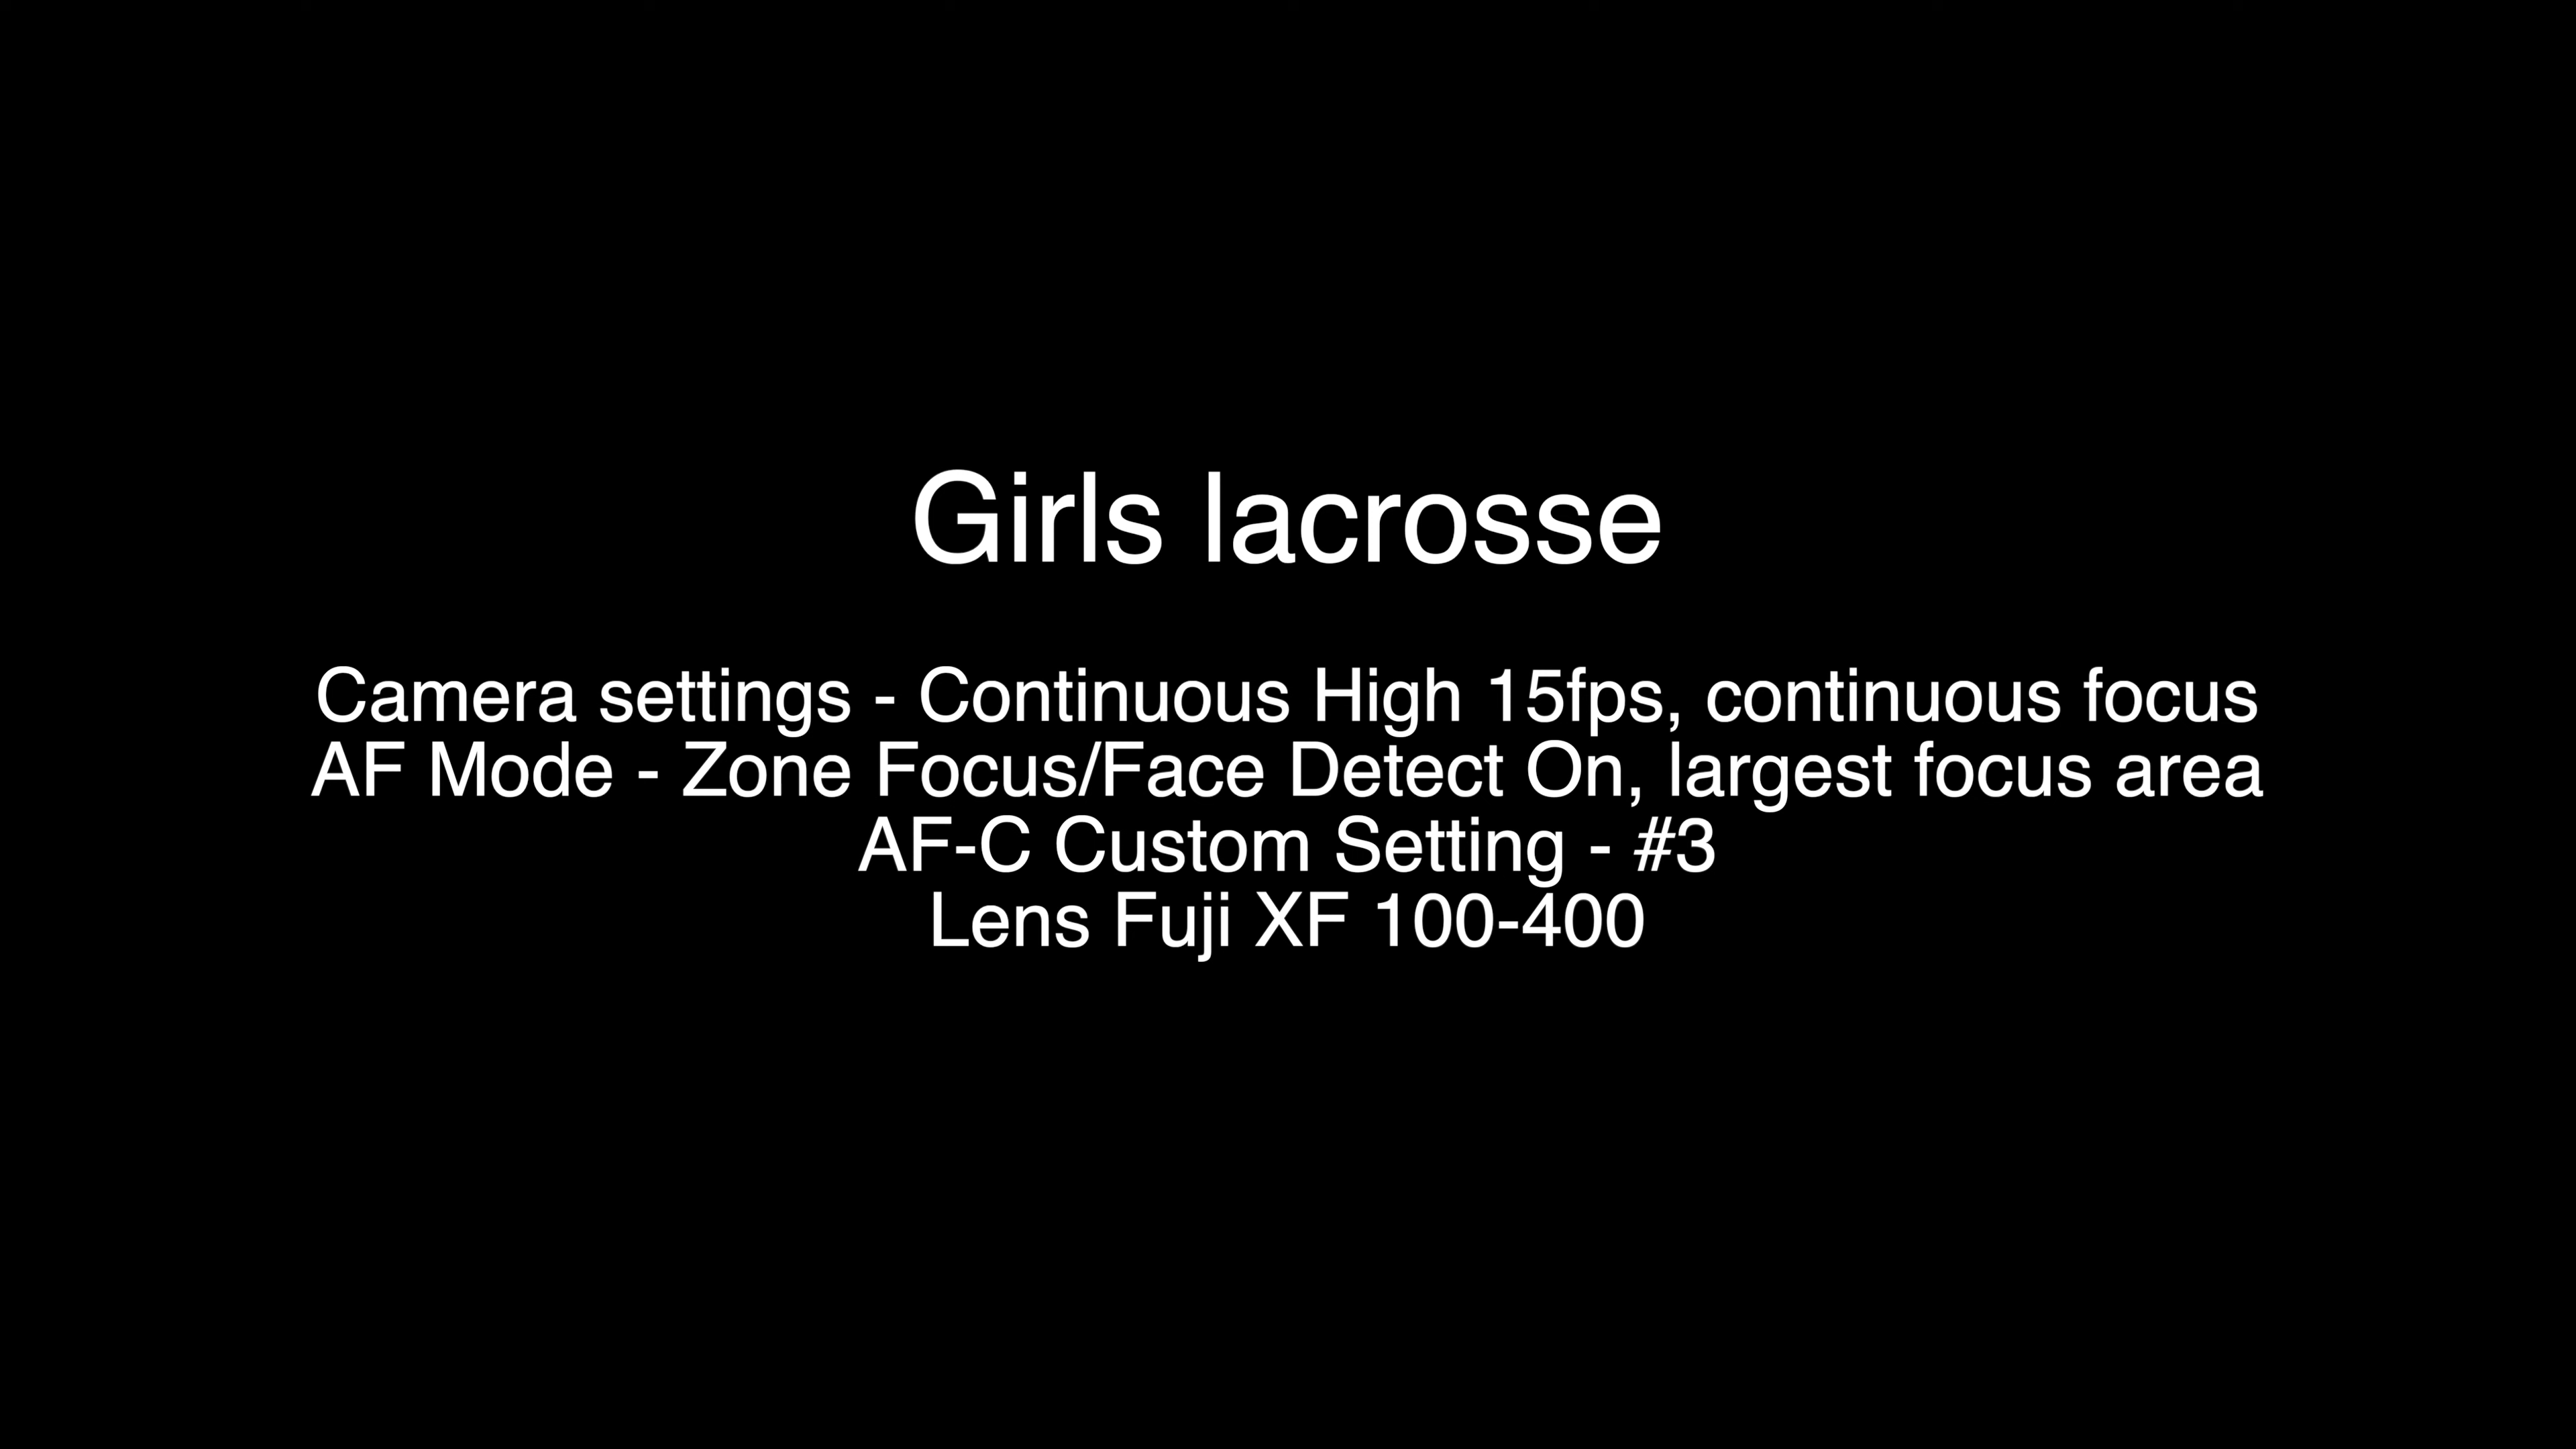 Girls lacrosse
Camera settings - Continuous High 15fps, continuous focus
AF Mode - Zone Focus/Face Detect On, largest focus area
AF-C Custom Setting - #3
Lens Fuji XF 100-400